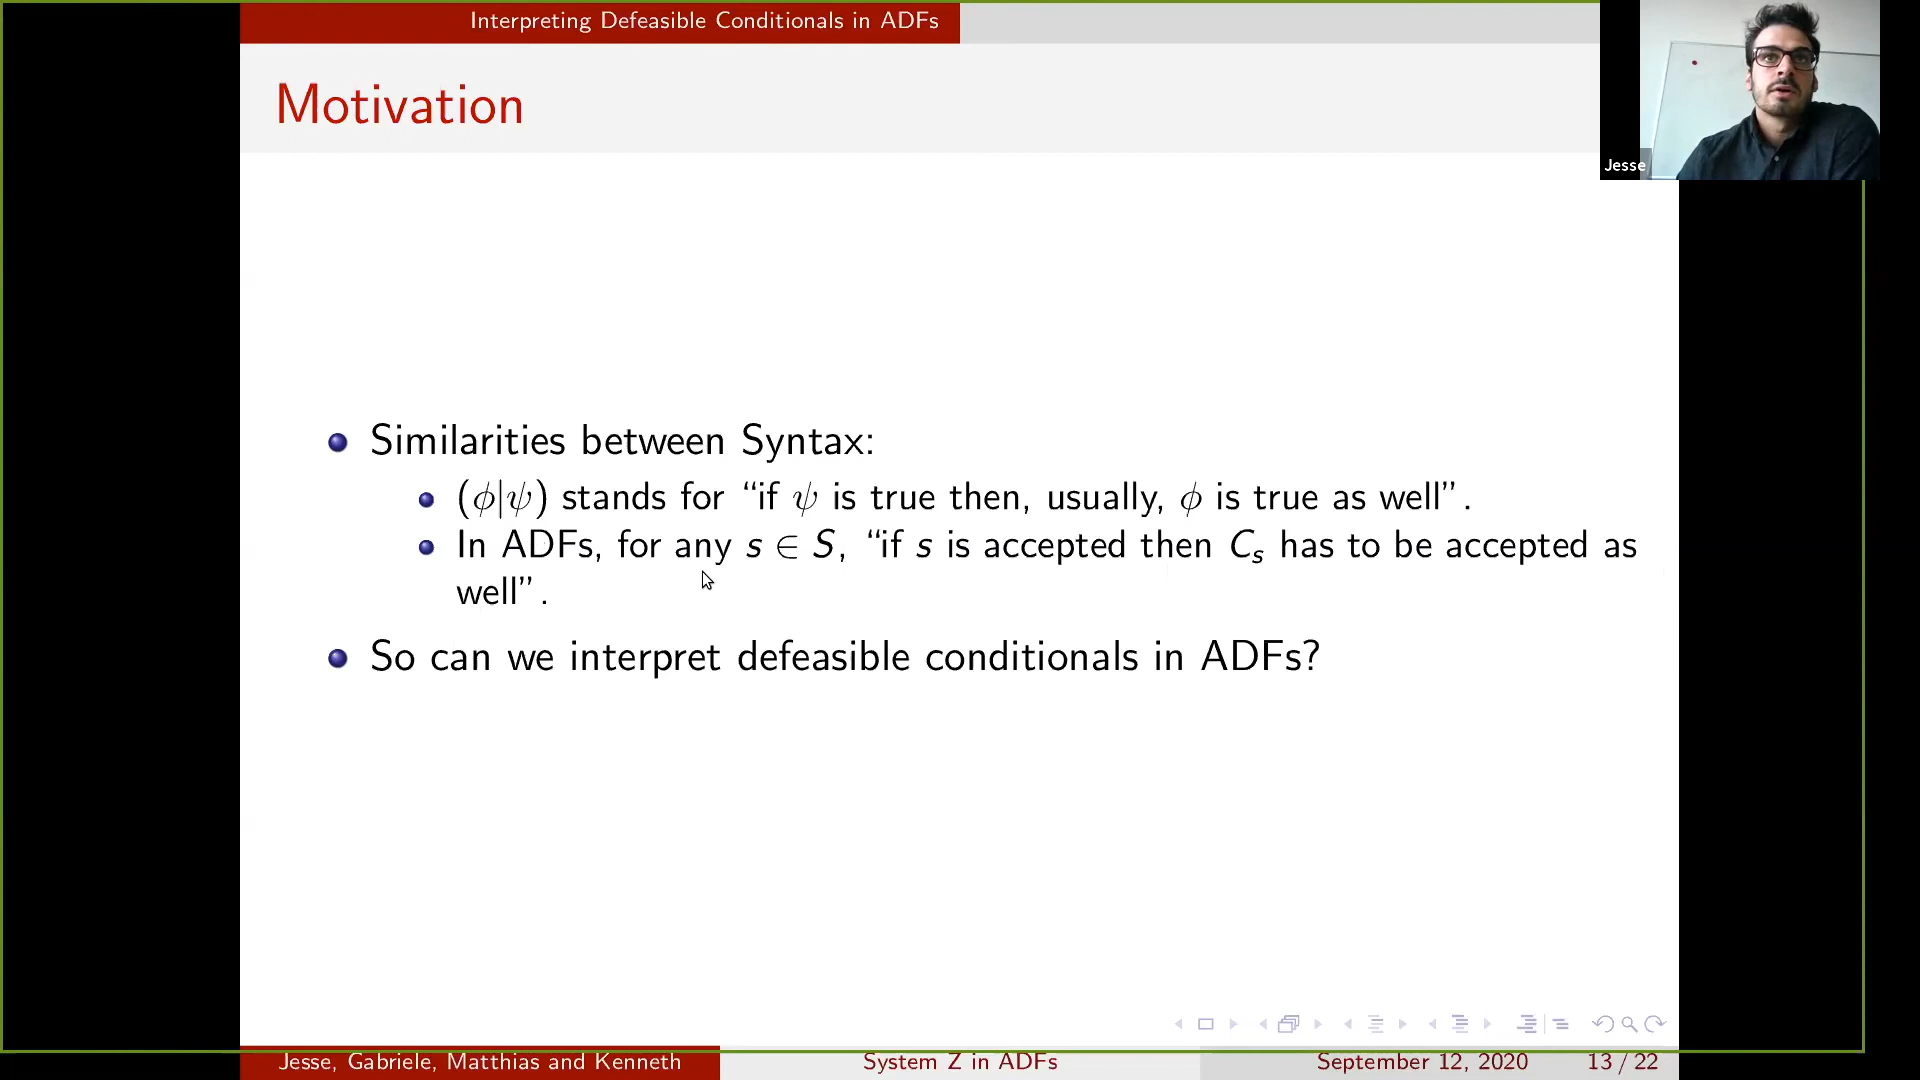 Interpreting Defeasible Conditionals in ADFs
Motivation
Jesse
Similarities between Syntax:
(ϕ|ψ) stands for “if ψ is true then, usually, ϕ is true as well”.
In ADFs, for any s ∈ S, “if s is accepted then Cₛ has to be accepted as
well”.
So can we interpret defeasible conditionals in ADFs?
Jesse, Gabriele, Matthias and Kenneth
System Z in ADFs
September 12, 2020
13 / 22